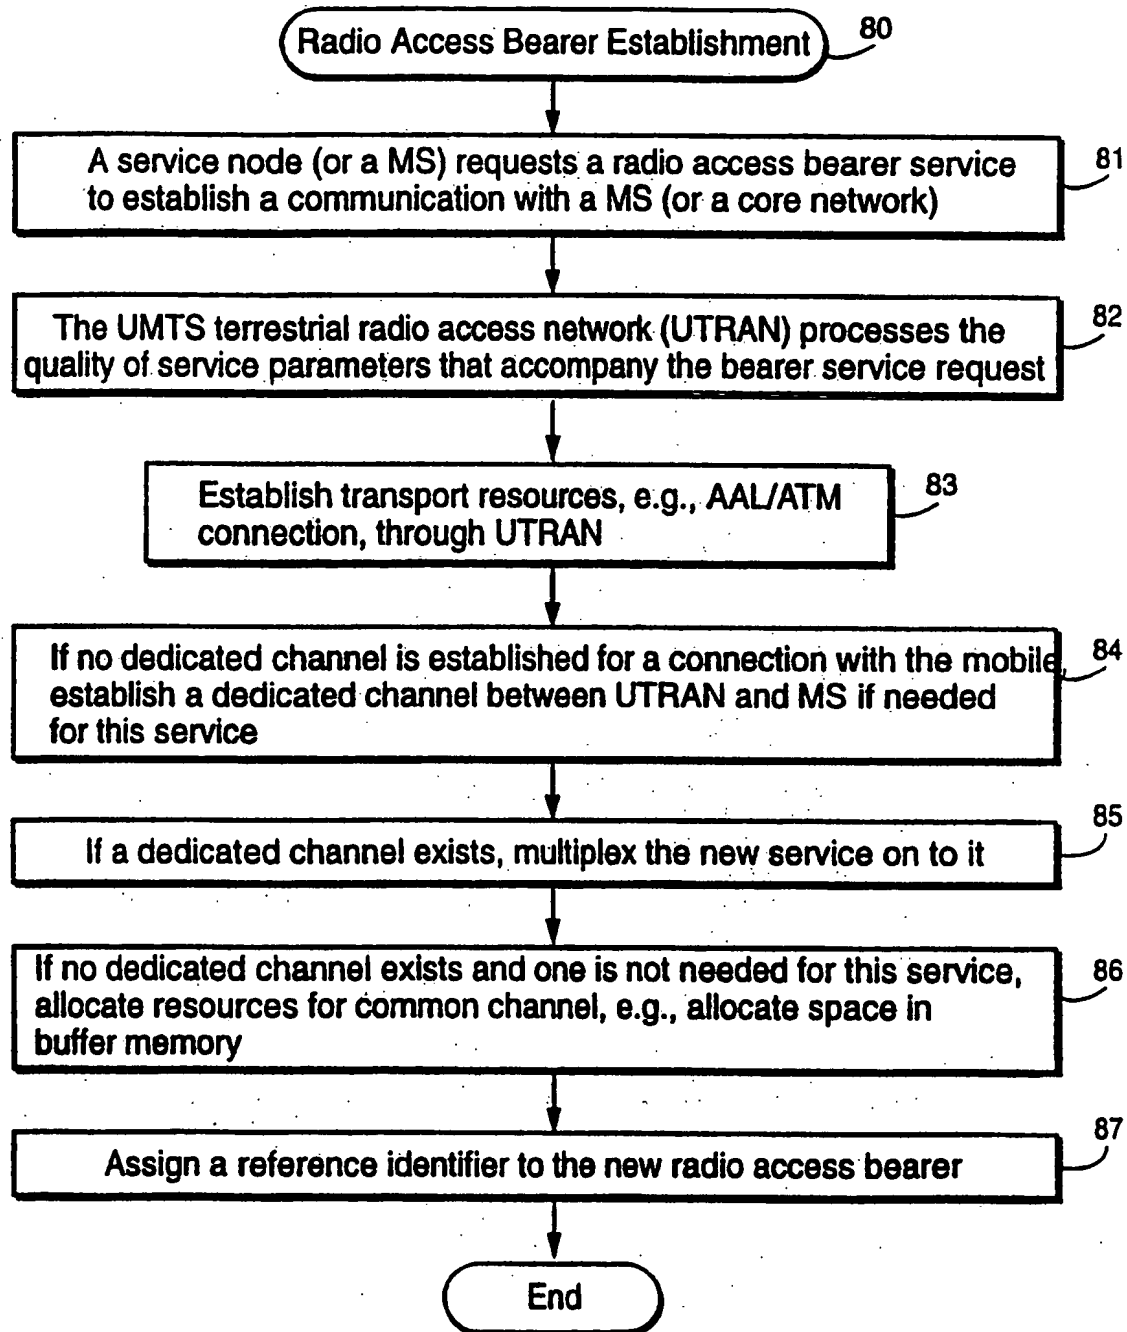 Radio Access Bearer Establishment
80
A service node (or a MS) requests a radio access bearer service
to establish a communication with a MS (or a core network)
81
The UMTS terrestrial radio access network (UTRAN) processes the
quality of service parameters that accompany the bearer service request
82
Establish transport resources, e.g., AAL/ATM
connection, through UTRAN
83
If no dedicated channel is established for a connection with the mobile,
establish a dedicated channel between UTRAN and MS if needed
for this service
84
If a dedicated channel exists, multiplex the new service on to it
85
If no dedicated channel exists and one is not needed for this service,
allocate resources for common channel, e.g., allocate space in
buffer memory
86
Assign a reference identifier to the new radio access bearer
87
End